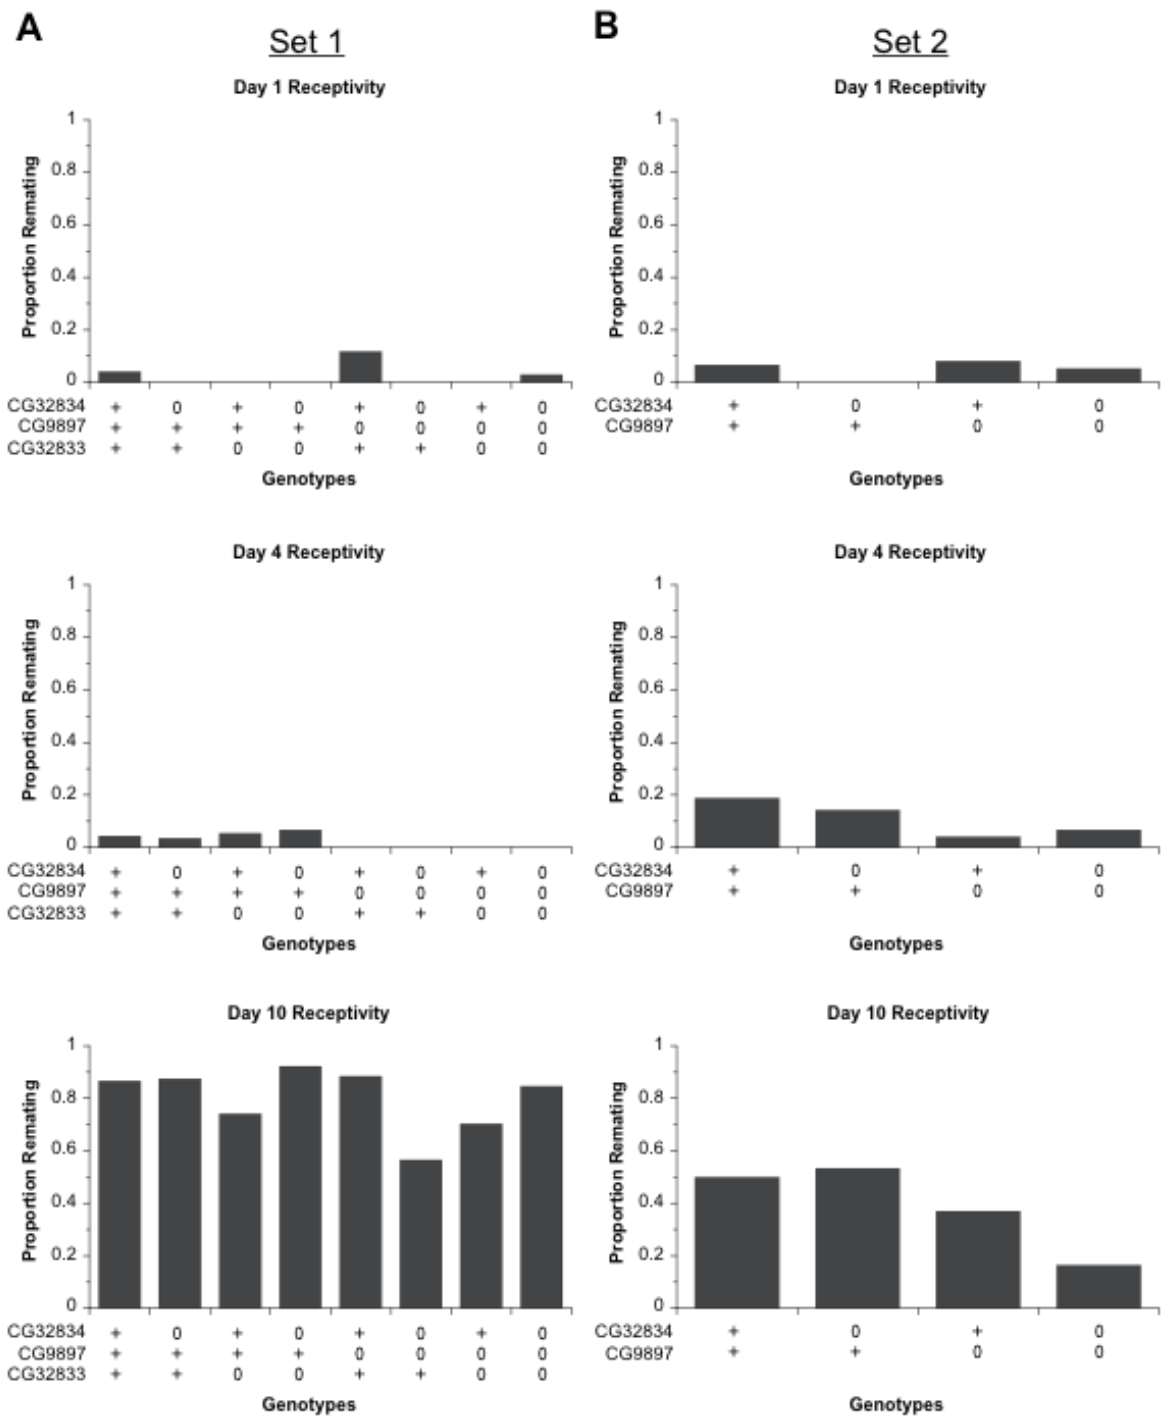 A
Set 1
Day 1 Receptivity
Proportion Remating
1
0.8
0.6
0.4
0.2
0
CG32834 + 0 + 0 + 0 + 0
CG9897 + + + + 0 0 0 0
CG32833 + + 0 0 + + 0 0
Genotypes
Day 4 Receptivity
Proportion Remating
1
0.8
0.6
0.4
0.2
0
CG32834 + 0 + 0 + 0 + 0
CG9897 + + + + 0 0 0 0
CG32833 + + 0 0 + + 0 0
Genotypes
Day 10 Receptivity
Proportion Remating
1
0.8
0.6
0.4
0.2
0
CG32834 + 0 + 0 + 0 + 0
CG9897 + + + + 0 0 0 0
CG32833 + + 0 0 + + 0 0
Genotypes
B
Set 2
Day 1 Receptivity
Proportion Remating
1
0.8
0.6
0.4
0.2
0
CG32834 + 0 + 0
CG9897 + + 0 0
Genotypes
Day 4 Receptivity
Proportion Remating
1
0.8
0.6
0.4
0.2
0
CG32834 + 0 + 0
CG9897 + + 0 0
Genotypes
Day 10 Receptivity
Proportion Remating
1
0.8
0.6
0.4
0.2
0
CG32834 + 0 + 0
CG9897 + + 0 0
Genotypes